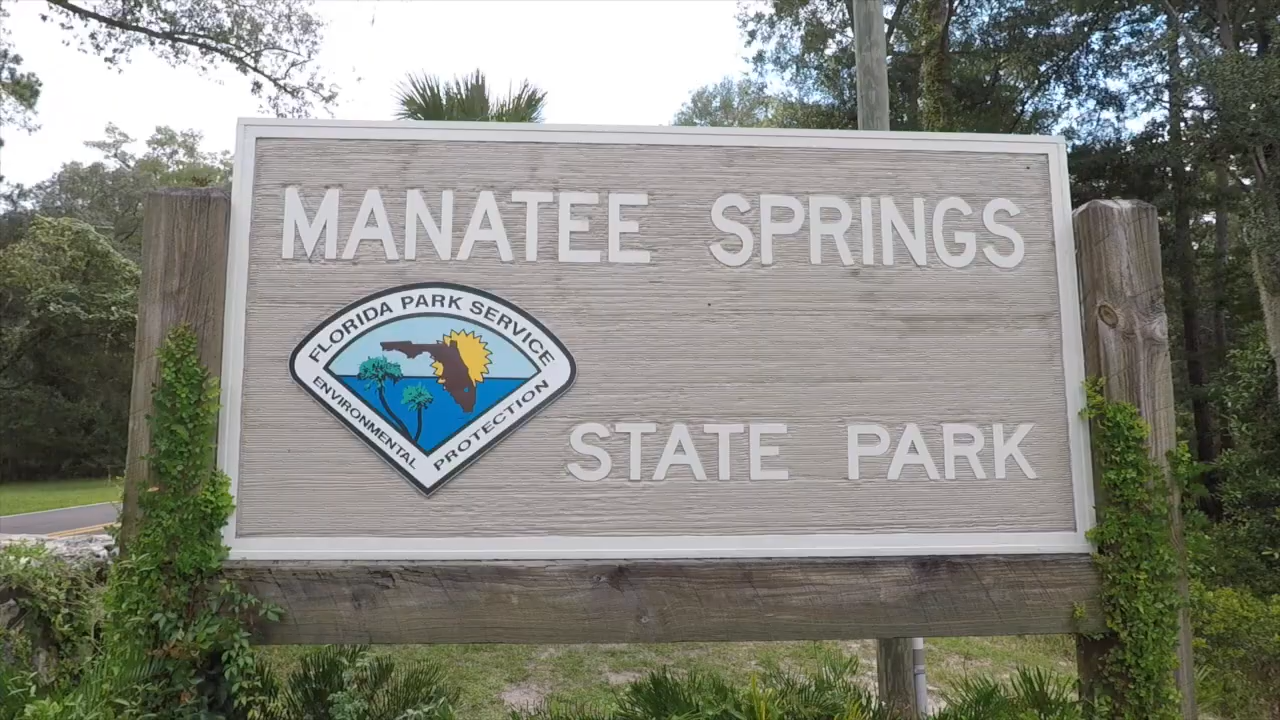 MANATEE SPRINGS
FLORIDA PARK SERVICE
ENVIRONMENTAL PROTECTION
STATE PARK